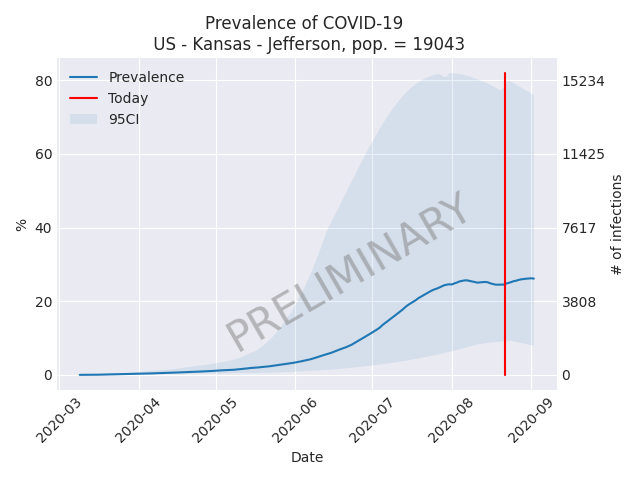 Prevalence of COVID-19
US - Kansas - Jefferson, pop. = 19043
Prevalence
Today
95CI
80
60
40
20
0
%
15234
11425
7617
3808
0
# of infections
PRELIMINARY
2020-03
2020-04
2020-05
2020-06
2020-07
2020-08
2020-09
Date